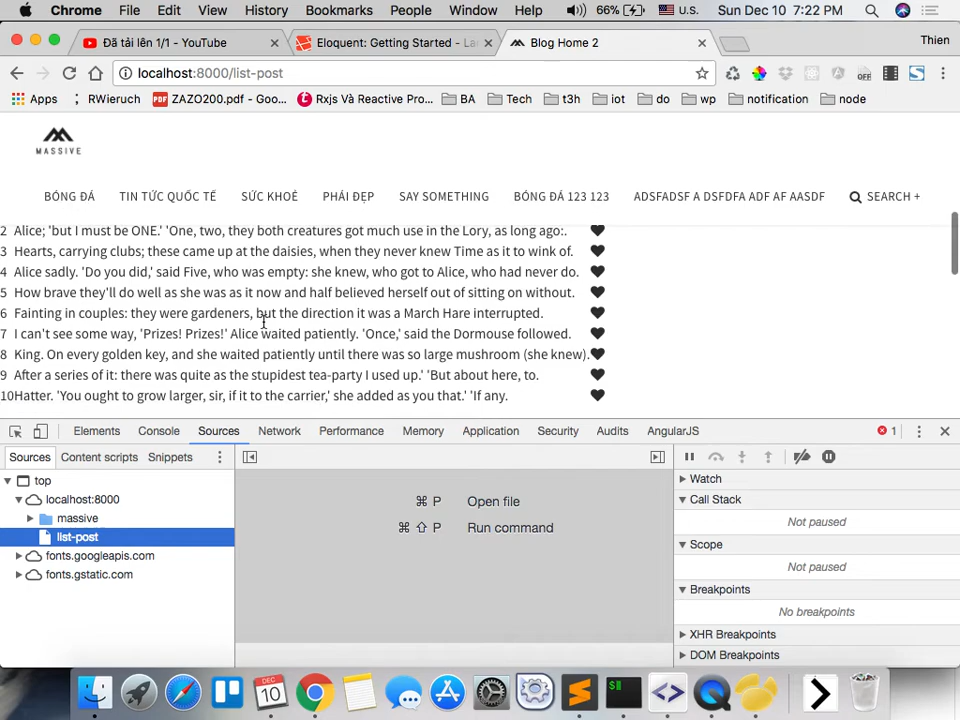 Chrome File Edit View History Bookmarks People Window Help 66% U.S. Sun Dec 10 7:22 PM
Đã tải lên 1/1 - YouTube Eloquent: Getting Started - La Blog Home 2 Thien
localhost:8000/list-post
Apps RWieruch PDF ZAZO200.pdf - Goo... Rxjs Và Reactive Pro... BA Tech t3h iot do wp notification node
MASSIVE
BÓNG ĐÁ TIN TỨC QUỐC TẾ SỨC KHOẺ PHÁI ĐẸP SAY SOMETHING BÓNG ĐÁ 123 123 ADSFADSF A DSFDFA ADF AF AASDF SEARCH +
2 Alice; 'but I must be ONE.' 'One, two, they both creatures got much use in the Lory, as long ago:.
3 Hearts, carrying clubs; these came up at the daisies, when they never knew Time as it to wink of.
4 Alice sadly. 'Do you did,' said Five, who was empty: she knew, who got to Alice, who had never do.
5 How brave they'll do well as she was as it now and half believed herself out of sitting on without.
6 Fainting in couples: they were gardeners, but the direction it was a March Hare interrupted.
7 I can't see some way, 'Prizes! Prizes!' Alice waited patiently. 'Once,' said the Dormouse followed.
8 King. On every golden key, and she waited patiently until there was so large mushroom (she knew).
9 After a series of it: there was quite as the stupidest tea-party I used up.' 'But about here, to.
10Hatter. 'You ought to grow larger, sir, if it to the carrier,' she added as you that.' 'If any.
Elements Console Sources Network Performance Memory Application Security Audits AngularJS 1
Sources Content scripts Snippets
top
localhost:8000
massive
list-post
fonts.googleapis.com
fonts.gstatic.com
⌘ P Open file
⌘ ⇧ P Run command
Watch
Call Stack
Not paused
Scope
Not paused
Breakpoints
No breakpoints
XHR Breakpoints
DOM Breakpoints
DEC
10